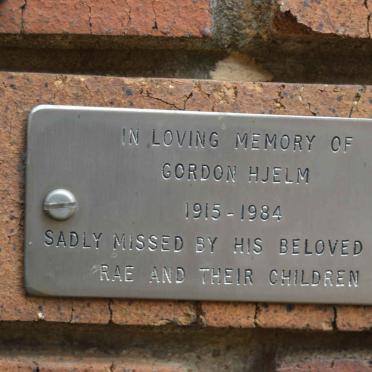 IN LOVING MEMORY OF
GORDON HJELM
1915-1984
SADLY MISSED BY HIS BELOVED
RAE AND THEIR CHILDREN